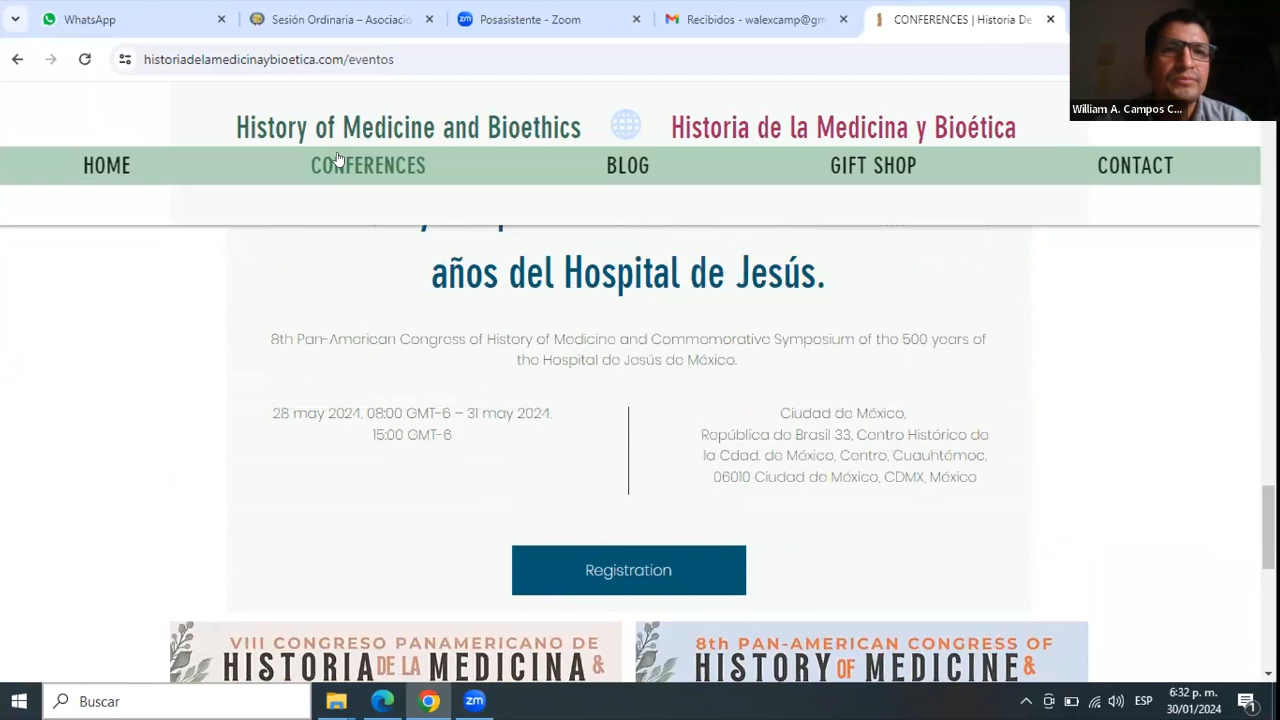 WhatsApp
Sesión Ordinaria – Asociació
zm Posasistente - Zoom
Recibidos - walexcamp@gm
CONFERENCES | Historia De
historiadelamedicinaybioetica.com/eventos
William A. Campos C...
History of Medicine and Bioethics
Historia de la Medicina y Bioética
HOME
CONFERENCES
BLOG
GIFT SHOP
CONTACT
años del Hospital de Jesús.
8th Pan-American Congress of History of Medicine and Commemorative Symposium of the 500 years of
the Hospital de Jesús de México.
28 may 2024. 08:00 GMT-6 – 31 may 2024.
15:00 GMT-6
Ciudad de México,
República de Brasil 33, Centro Histórico de
la Cdad. de México, Centro, Cuauhtémoc,
06010 Ciudad de México, CDMX, México
Registration
VIII CONGRESO PANAMERICANO DE
HISTORIA DE LA MEDICINA &
8th PAN-AMERICAN CONGRESS OF
HISTORY OF MEDICINE &
Buscar
zm
ESP
6:32 p. m.
30/01/2024
1